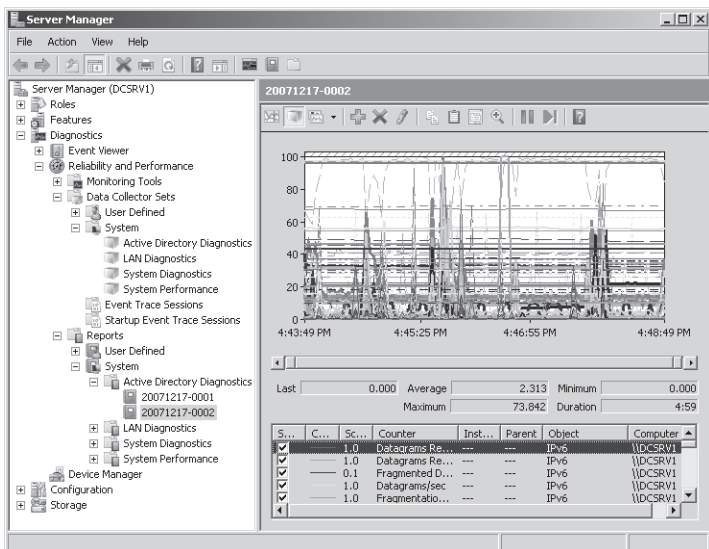 Server Manager
File Action View Help
Server Manager (DCSRV1)
Roles
Features
Diagnostics
Event Viewer
Reliability and Performance
Monitoring Tools
Data Collector Sets
User Defined
System
Active Directory Diagnostics
LAN Diagnostics
System Diagnostics
System Performance
Event Trace Sessions
Startup Event Trace Sessions
Reports
User Defined
System
Active Directory Diagnostics
20071217-0001
20071217-0002
LAN Diagnostics
System Diagnostics
System Performance
Device Manager
Configuration
Storage
20071217-0002
100
80
60
40
20
0
4:43:49 PM 4:45:25 PM 4:46:55 PM 4:48:49 PM
Last 0.000 Average 2.313 Minimum 0.000
Maximum 73.842 Duration 4:59
S... C... Sc... Counter Inst... Parent Object Computer
1.0 Datagrams Re... --- --- IPv6 \\DCSRV1
1.0 Datagrams Re... --- --- IPv6 \\DCSRV1
0.1 Fragmented D... --- --- IPv6 \\DCSRV1
1.0 Datagrams/sec --- --- IPv6 \\DCSRV1
1.0 Fragmentatio... --- --- IPv6 \\DCSRV1